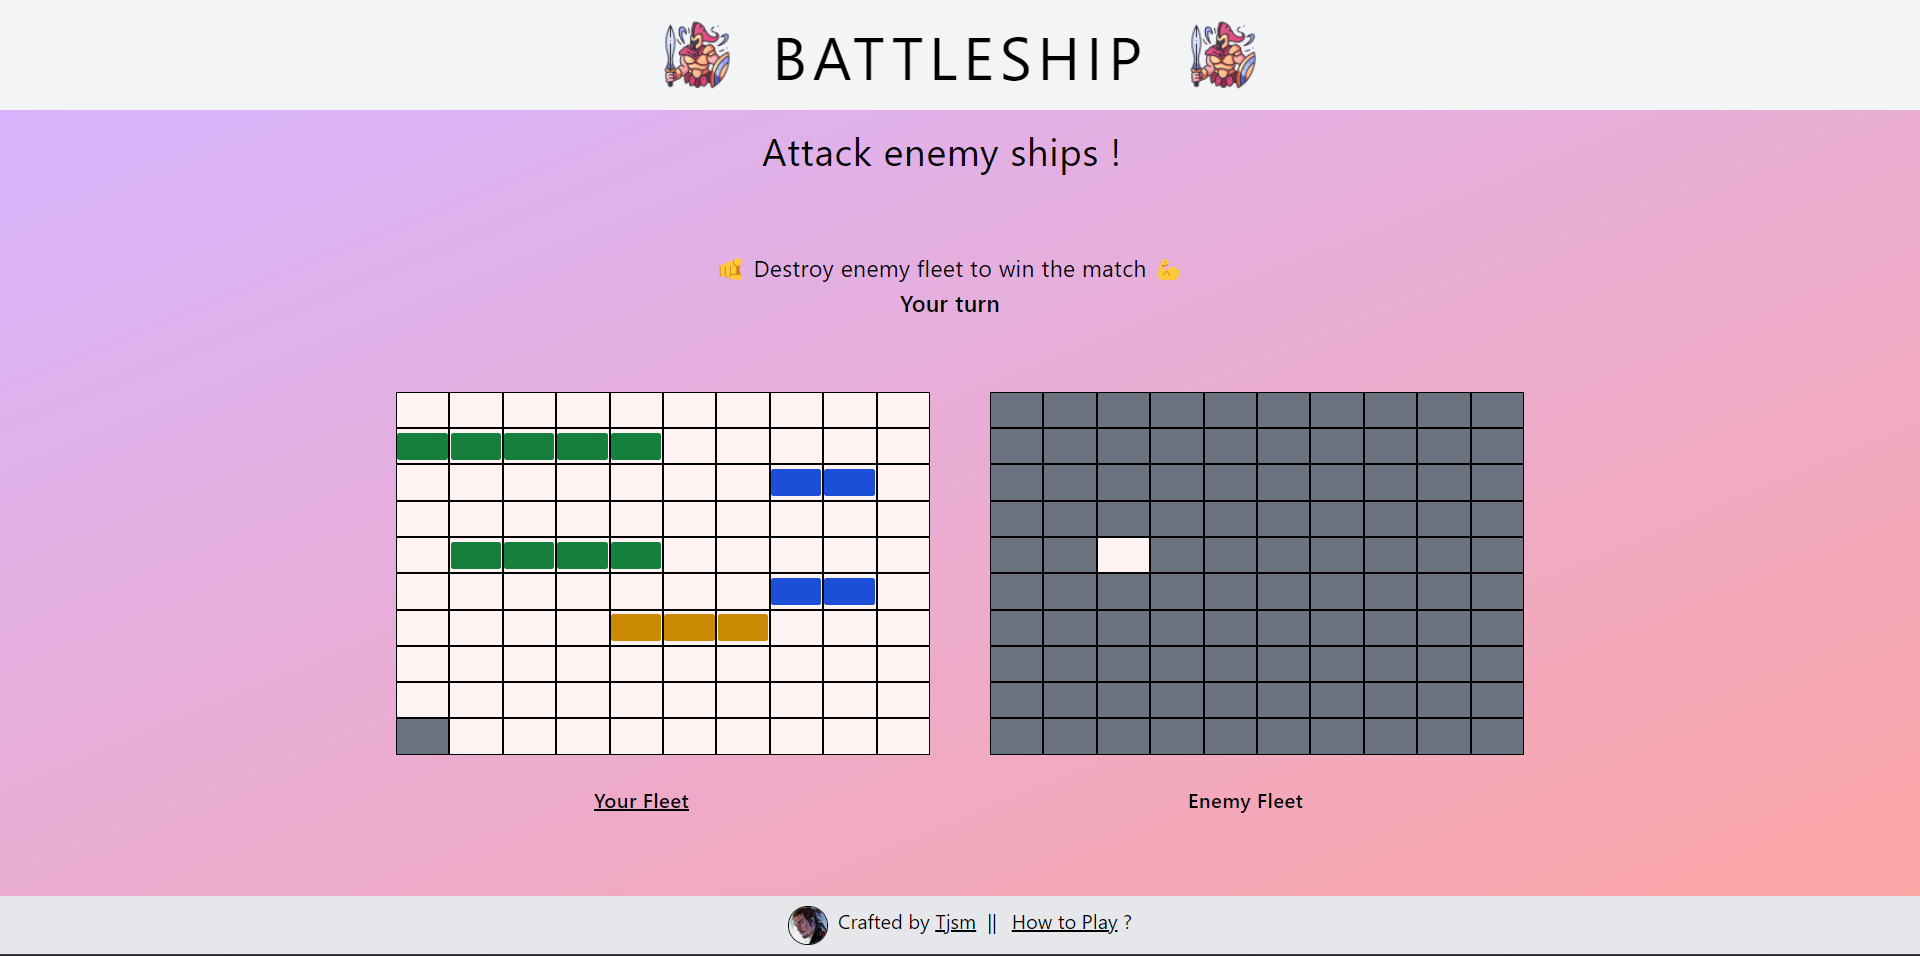 BATTLESHIP
Attack enemy ships !
Destroy enemy fleet to win the match
Your turn
Your Fleet
Enemy Fleet
Crafted by Tjsm || How to Play ?